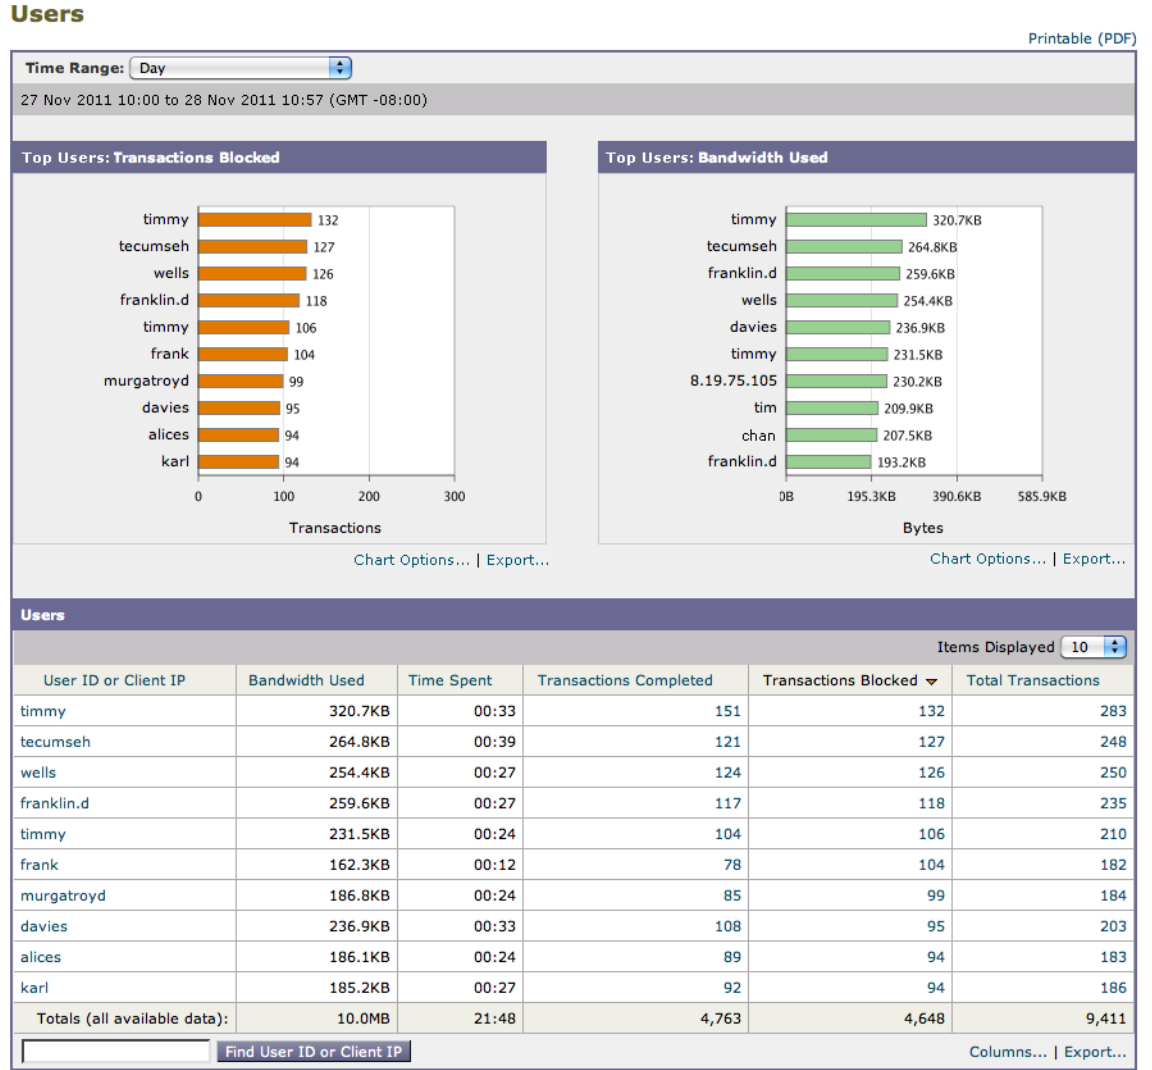 Users
Printable (PDF)
Time Range: Day
27 Nov 2011 10:00 to 28 Nov 2011 10:57 (GMT -08:00)
Top Users: Transactions Blocked
timmy 132
tecumseh 127
wells 126
franklin.d 118
timmy 106
frank 104
murgatroyd 99
davies 95
alices 94
karl 94
0 100 200 300
Transactions
Chart Options... | Export...
Top Users: Bandwidth Used
timmy 320.7KB
tecumseh 264.8KB
franklin.d 259.6KB
wells 254.4KB
davies 236.9KB
timmy 231.5KB
8.19.75.105 230.2KB
tim 209.9KB
chan 207.5KB
franklin.d 193.2KB
0B 195.3KB 390.6KB 585.9KB
Bytes
Chart Options... | Export...
Users
Items Displayed 10
User ID or Client IP Bandwidth Used Time Spent Transactions Completed Transactions Blocked Total Transactions
timmy 320.7KB 00:33 151 132 283
tecumseh 264.8KB 00:39 121 127 248
wells 254.4KB 00:27 124 126 250
franklin.d 259.6KB 00:27 117 118 235
timmy 231.5KB 00:24 104 106 210
frank 162.3KB 00:12 78 104 182
murgatroyd 186.8KB 00:24 85 99 184
davies 236.9KB 00:33 108 95 203
alices 186.1KB 00:24 89 94 183
karl 185.2KB 00:27 92 94 186
Totals (all available data): 10.0MB 21:48 4,763 4,648 9,411
Find User ID or Client IP
Columns... | Export...